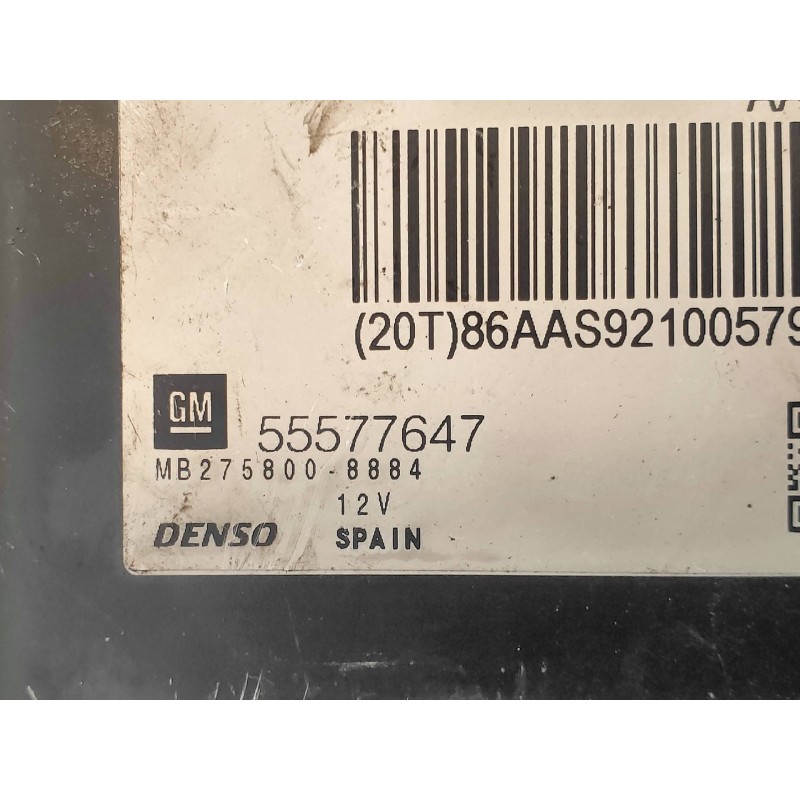 (20T)86AAS92100579
GM 55577647
MB275800-8884
12V
DENSO SPAIN